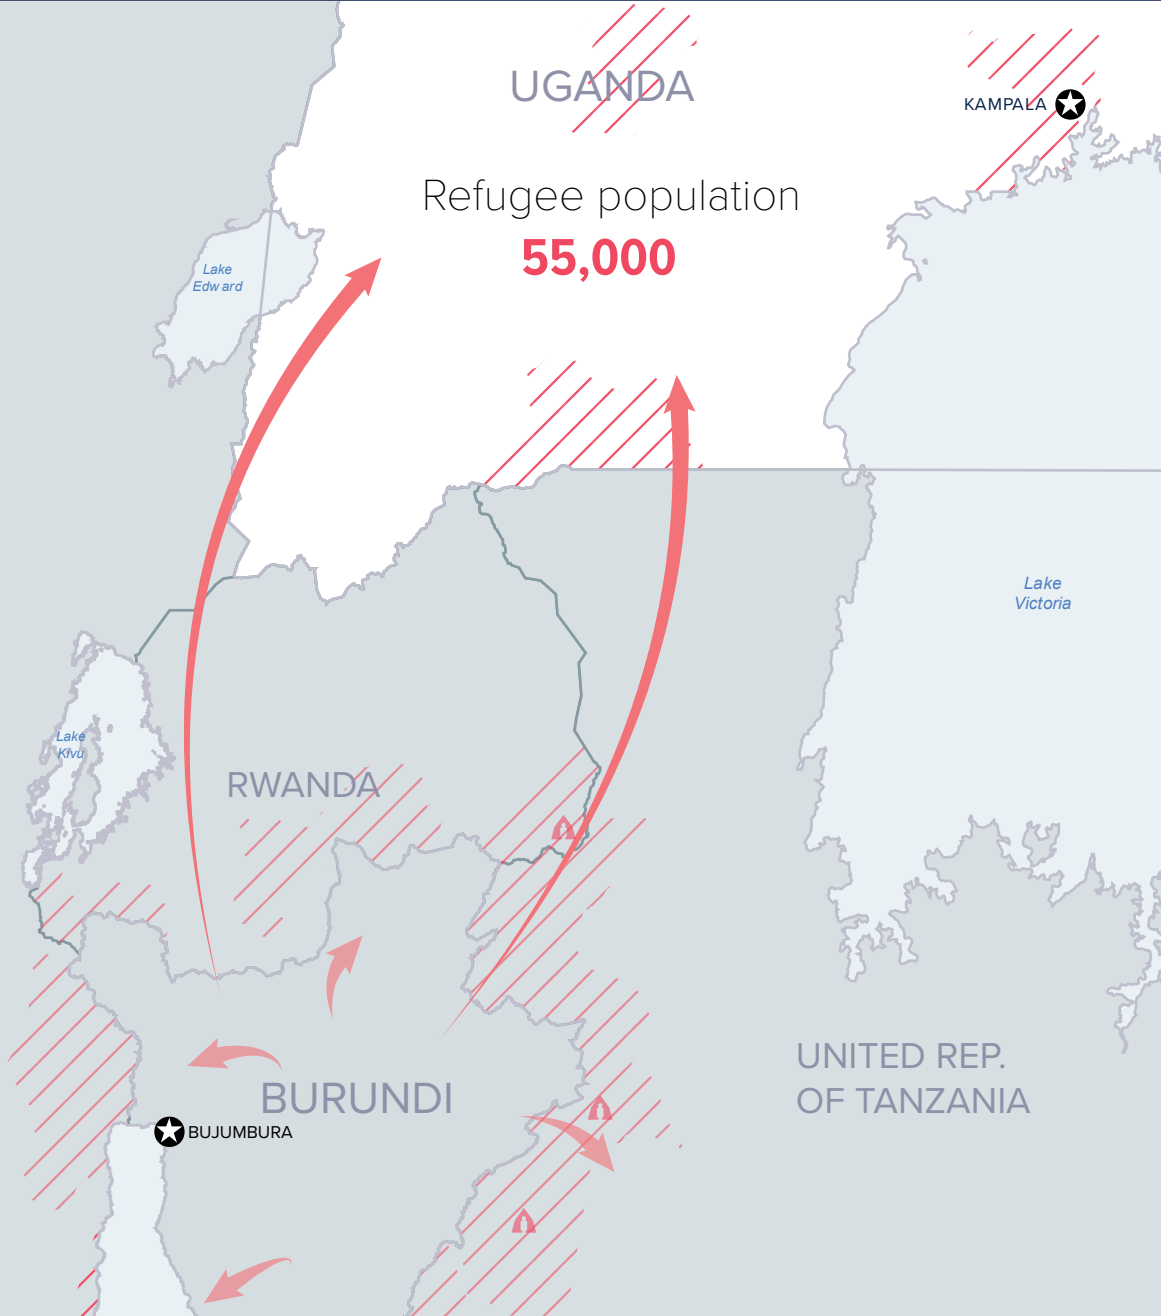 UGANDA
KAMPALA
Refugee population
55,000
Lake
Edward
Lake
Victoria
Lake
Kivu
RWANDA
UNITED REP.
OF TANZANIA
BURUNDI
BUJUMBURA